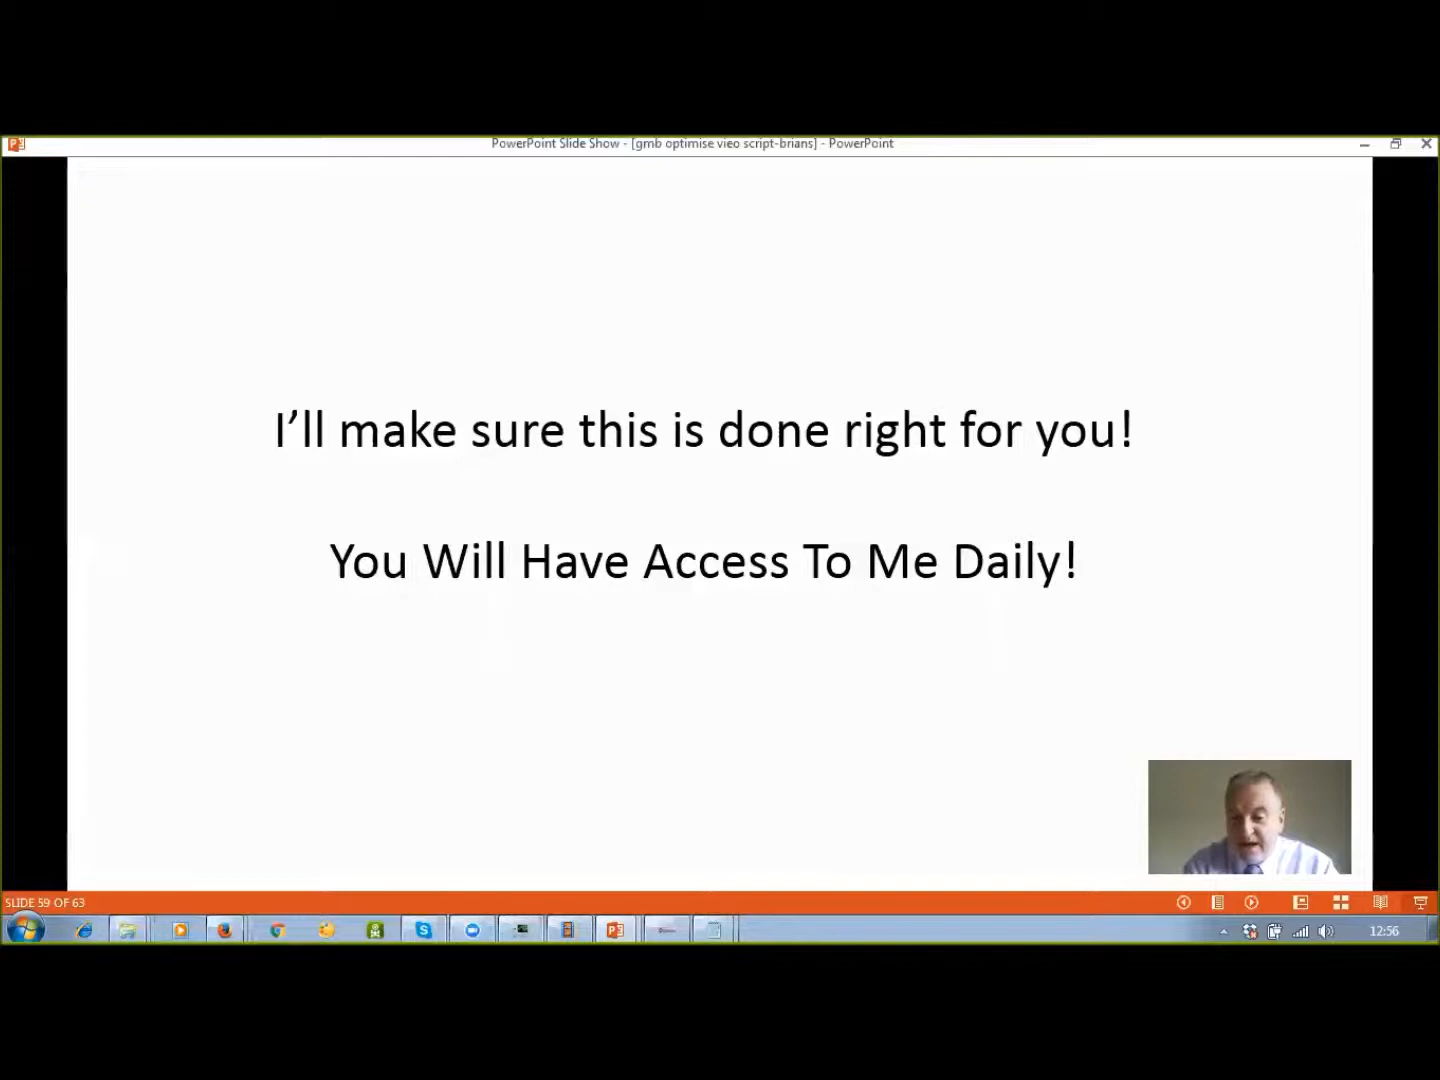 PowerPoint Slide Show - [gmb optimise vieo script-brians] - PowerPoint
I’ll make sure this is done right for you!
You Will Have Access To Me Daily!
SLIDE 59 OF 63
12:56